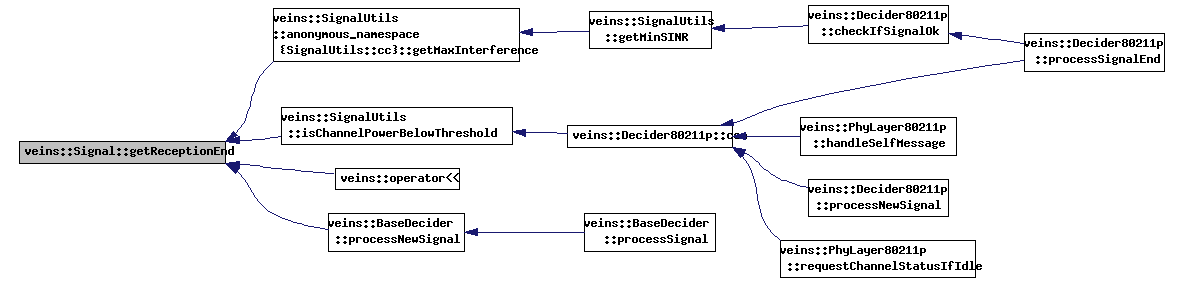 veins::SignalUtils
::anonymous_namespace
{SignalUtils::cc}::getMaxInterference
veins::SignalUtils
::getMinSINR
veins::Decider80211p
::checkIfSignalOk
veins::Decider80211p
::processSignalEnd
veins::SignalUtils
::isChannelPowerBelowThreshold
veins::Decider80211p::cca
veins::PhyLayer80211p
::handleSelfMessage
veins::Signal::getReceptionEnd
veins::operator<<
veins::Decider80211p
::processNewSignal
veins::BaseDecider
::processNewSignal
veins::BaseDecider
::processSignal
veins::PhyLayer80211p
::requestChannelStatusIfIdle